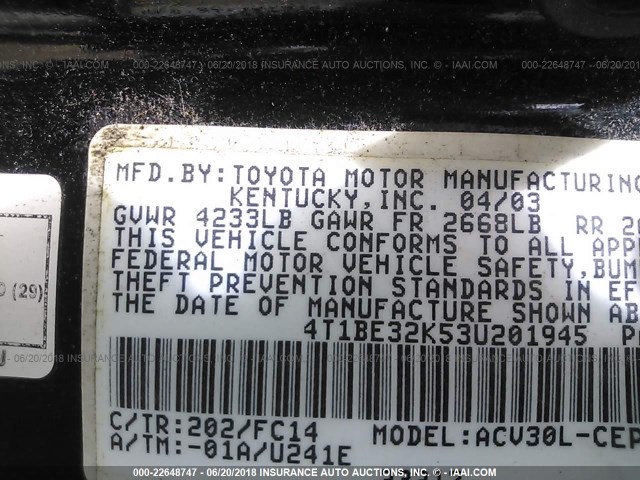 000-22648747 06/20/2018 INSURANCE AUTO AUCTIONS, INC. - © IAAI.COM
MFD.BY:TOYOTA MOTOR MANUFACTURING
KENTUCKY,INC. 04/03
GVWR 4233LB GAWR FR 2668LB RR
THIS VEHICLE CONFORMS TO ALL
FEDERAL MOTOR VEHICLE SAFETY,
THEFT PREVENTION STANDARDS IN
THE DATE OF MANUFACTURE SHOWN
4T1BE32K53U201945
0 (29)
C/TR:202/FC14 MODEL:ACV30L-CEP
A/TM:-01A/U241E
000-22648747 06/20/2018 INSURANCE AUTO AUCTIONS, INC. - © IAAI.COM